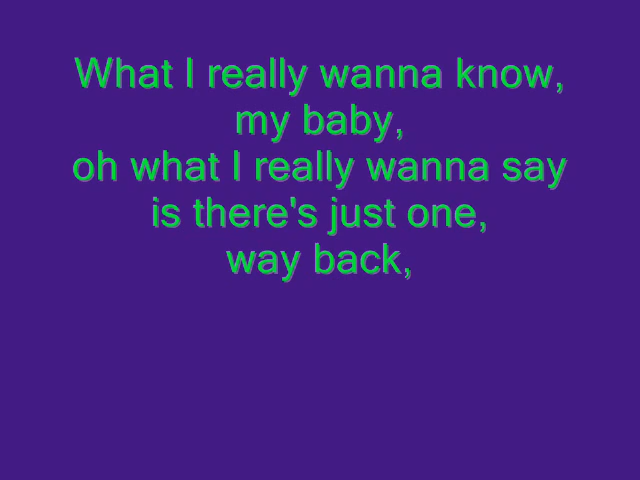 What I really wanna know,
my baby,
oh what I really wanna say
is there's just one,
way back,